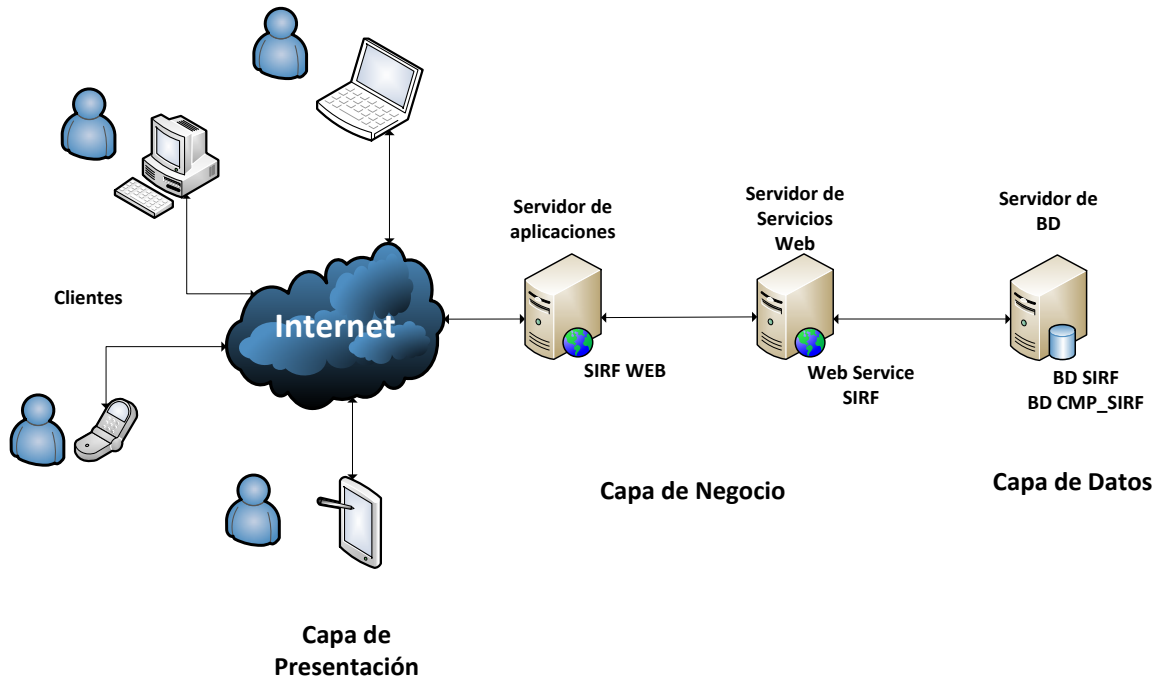 Clientes
Internet
Servidor de
aplicaciones
SIRF WEB
Servidor de
Servicios
Web
Web Service
SIRF
Servidor de
BD
BD SIRF
BD CMP_SIRF
Capa de Negocio
Capa de Datos
Capa de
Presentación